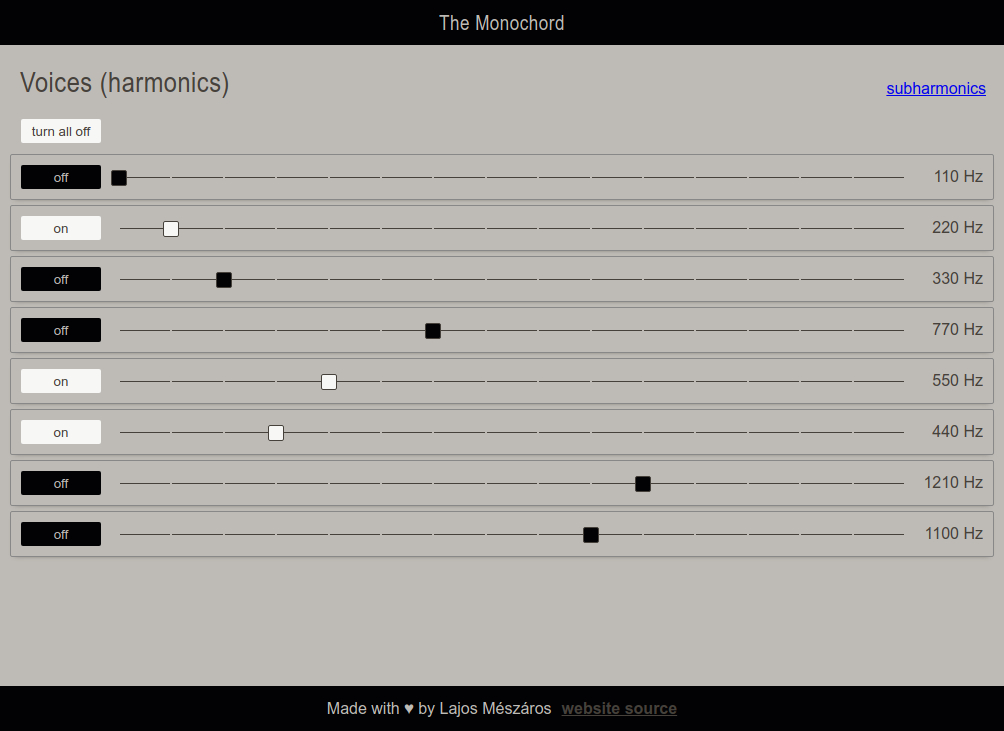 The Monochord
Voices (harmonics)
subharmonics
turn all off
off 110 Hz
on 220 Hz
off 330 Hz
off 770 Hz
on 550 Hz
on 440 Hz
off 1210 Hz
off 1100 Hz
Made with ♥ by Lajos Mészáros website source